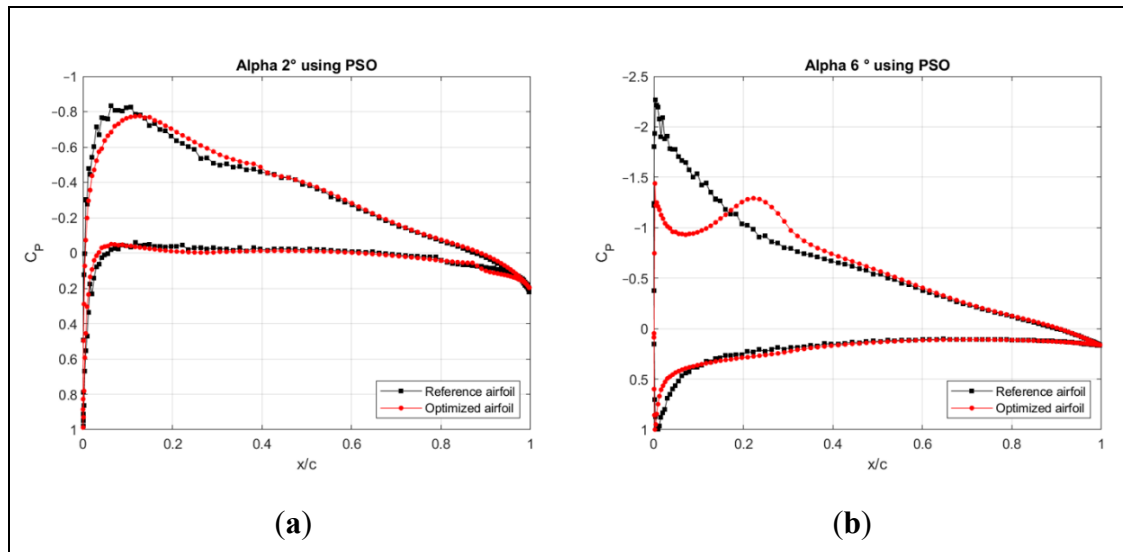 Alpha 2° using PSO
-1
-0.8
-0.6
-0.4
-0.2
0
0.2
0.4
0.6
0.8
1
C_P
0 0.2 0.4 0.6 0.8 1
x/c
Reference airfoil
Optimized airfoil
(a)
Alpha 6 ° using PSO
-2.5
-2
-1.5
-1
-0.5
0
0.5
1
C_P
0 0.2 0.4 0.6 0.8 1
x/c
Reference airfoil
Optimized airfoil
(b)